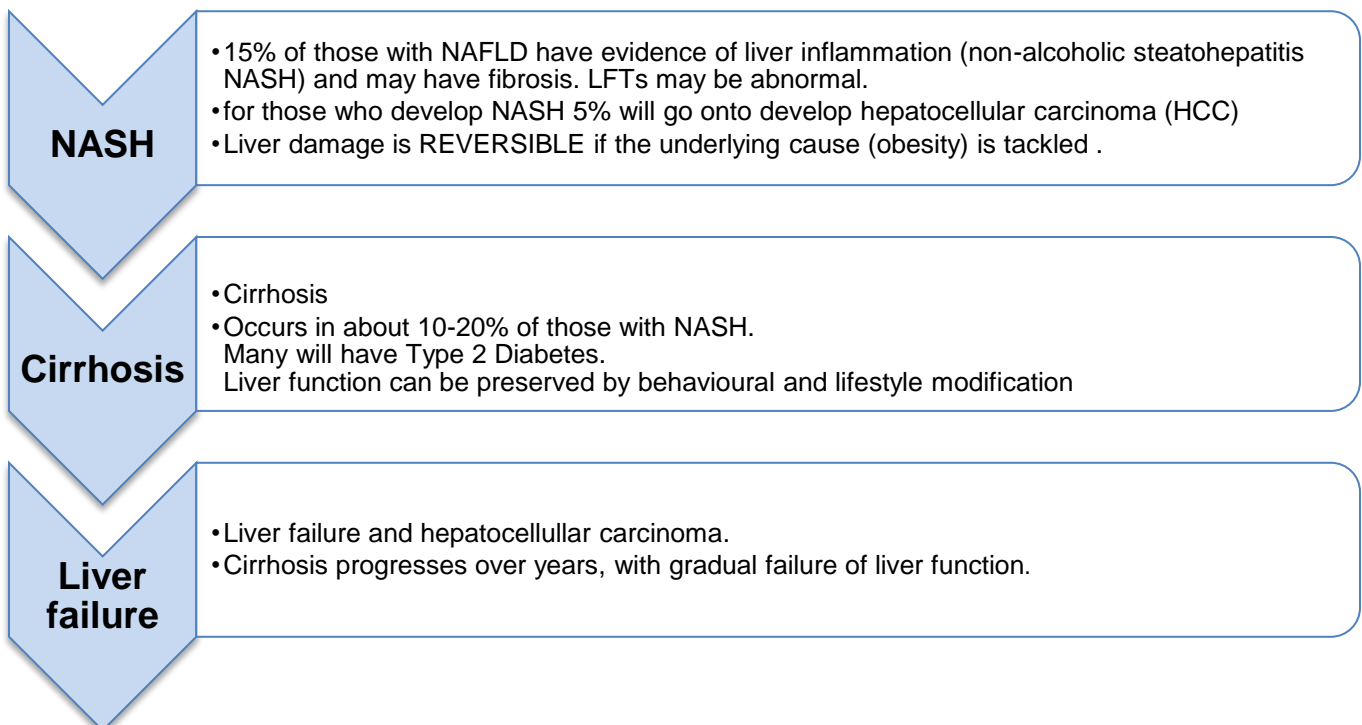 NASH
•15% of those with NAFLD have evidence of liver inflammation (non-alcoholic steatohepatitis
NASH) and may have fibrosis. LFTs may be abnormal.
•for those who develop NASH 5% will go onto develop hepatocellular carcinoma (HCC)
•Liver damage is REVERSIBLE if the underlying cause (obesity) is tackled .
Cirrhosis
•Cirrhosis
•Occurs in about 10-20% of those with NASH.
Many will have Type 2 Diabetes.
Liver function can be preserved by behavioural and lifestyle modification
Liver
failure
•Liver failure and hepatocellullar carcinoma.
•Cirrhosis progresses over years, with gradual failure of liver function.